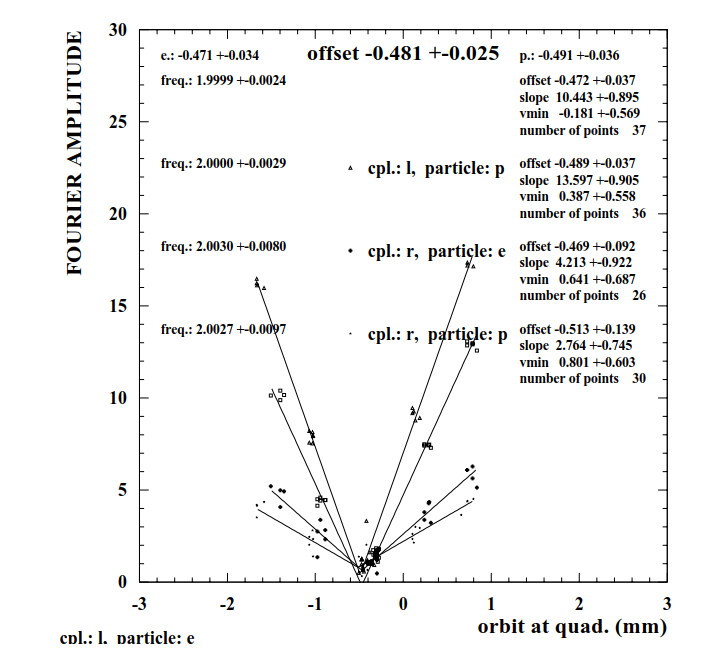 FOURIER AMPLITUDE
30
25
20
15
10
5
0
e.: -0.471 +-0.034
offset -0.481 +-0.025
p.: -0.491 +-0.036
freq.: 1.9999 +-0.0024
offset -0.472 +-0.037
slope 10.443 +-0.895
vmin -0.181 +-0.569
number of points 37
freq.: 2.0000 +-0.0029
cpl.: l, particle: p
offset -0.489 +-0.037
slope 13.597 +-0.905
vmin 0.387 +-0.558
number of points 36
freq.: 2.0030 +-0.0080
cpl.: r, particle: e
offset -0.469 +-0.092
slope 4.213 +-0.922
vmin 0.641 +-0.687
number of points 26
freq.: 2.0027 +-0.0097
cpl.: r, particle: p
offset -0.513 +-0.139
slope 2.764 +-0.745
vmin 0.801 +-0.603
number of points 30
-3 -2 -1 0 1 2 3
orbit at quad. (mm)
cpl.: l, particle: e